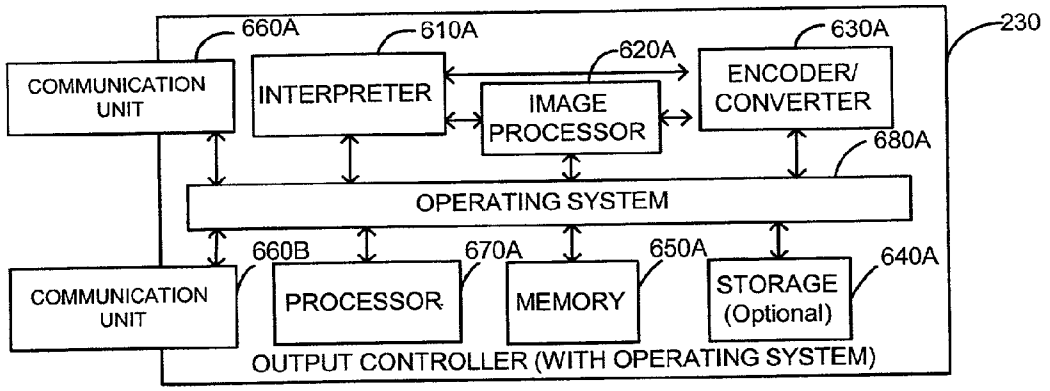 660A
610A
620A
630A
230
COMMUNICATION
UNIT
INTERPRETER
IMAGE
PROCESSOR
ENCODER/
CONVERTER
680A
OPERATING SYSTEM
660B
670A
650A
640A
COMMUNICATION
UNIT
PROCESSOR
MEMORY
STORAGE
(Optional)
OUTPUT CONTROLLER (WITH OPERATING SYSTEM)